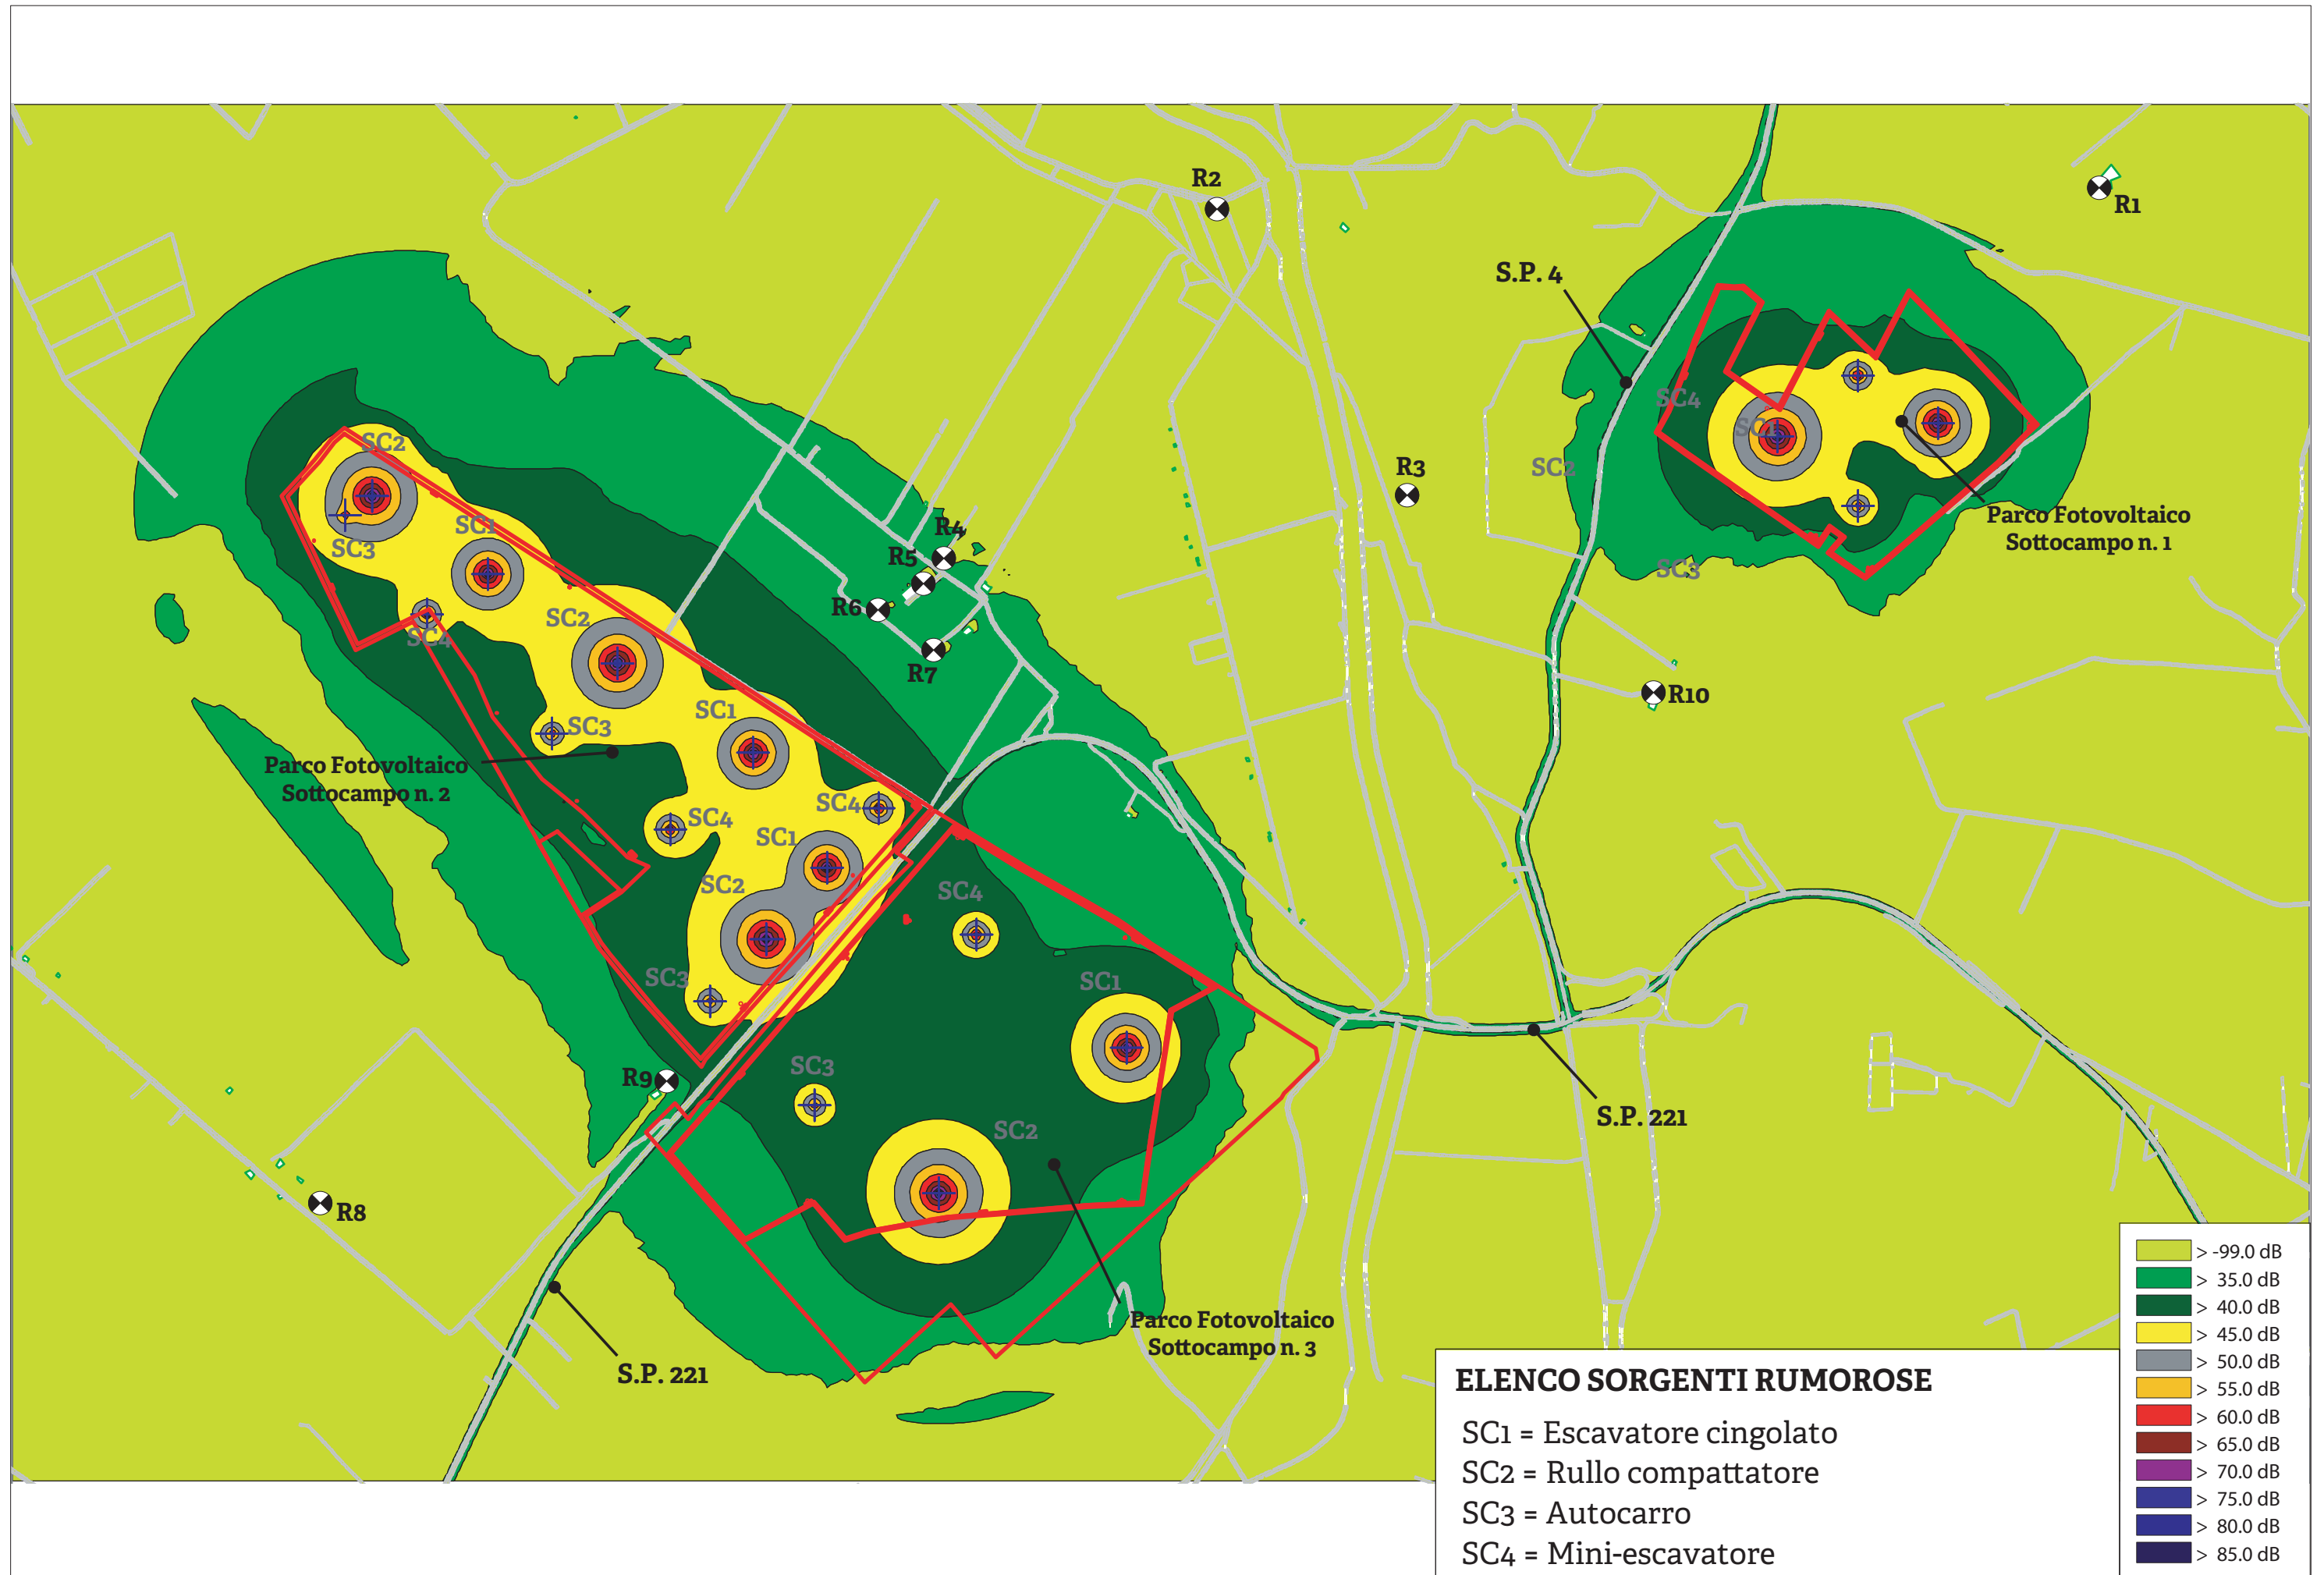 R2
R1
S.P. 4
SC4
SC1
SC2
R3
SC2
SC1
SC3
R4
R5
Parco Fotovoltaico
Sottocampo n. 1
SC3
R6
SC2
SC4
R7
R10
SC1
SC3
Parco Fotovoltaico
Sottocampo n. 2
SC4
SC4
SC1
SC2
SC4
SC3
SC1
R9
SC3
S.P. 221
SC2
R8
Parco Fotovoltaico
Sottocampo n. 3
S.P. 221
ELENCO SORGENTI RUMOROSE
SC1 = Escavatore cingolato
SC2 = Rullo compattatore
SC3 = Autocarro
SC4 = Mini-escavatore
> -99.0 dB
> 35.0 dB
> 40.0 dB
> 45.0 dB
> 50.0 dB
> 55.0 dB
> 60.0 dB
> 65.0 dB
> 70.0 dB
> 75.0 dB
> 80.0 dB
> 85.0 dB